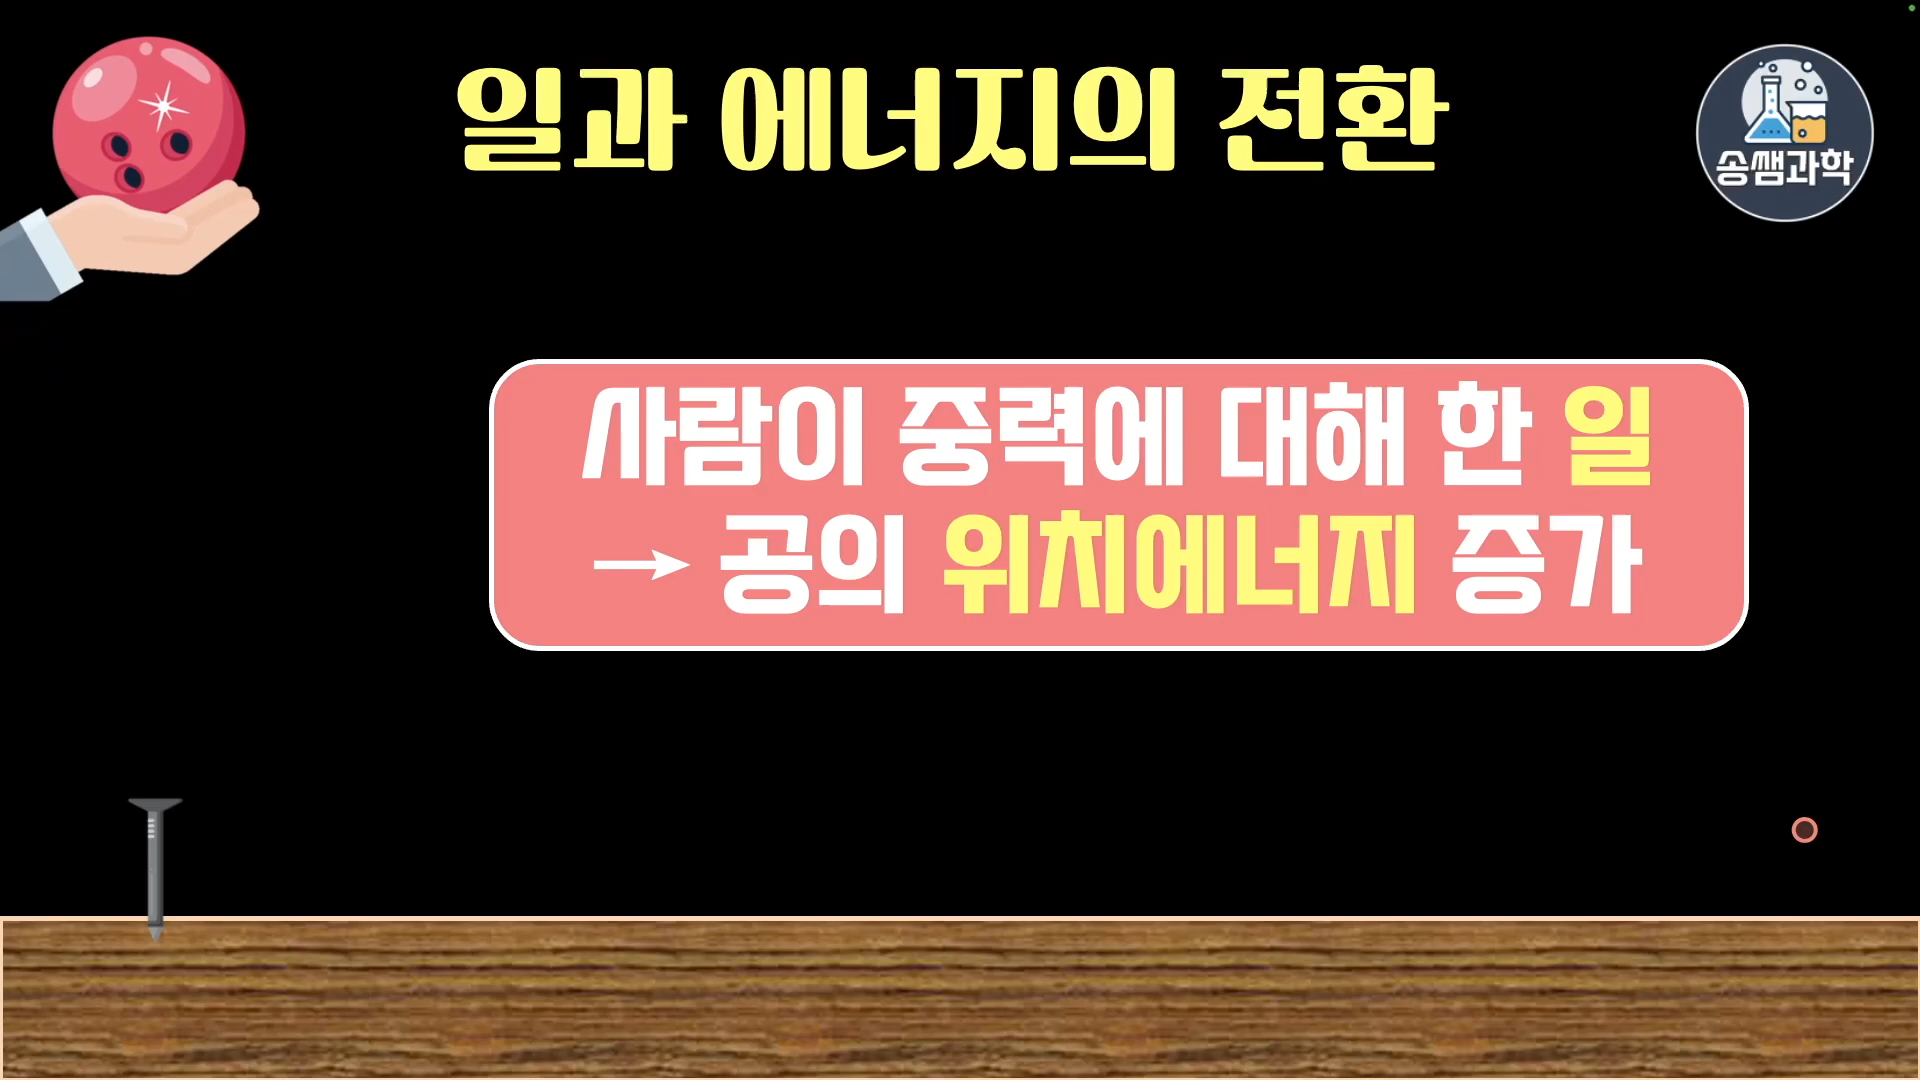 일과 에너지의 전환
송쌤과학
사람이 중력에 대해 한 일
→ 공의 위치에너지 증가